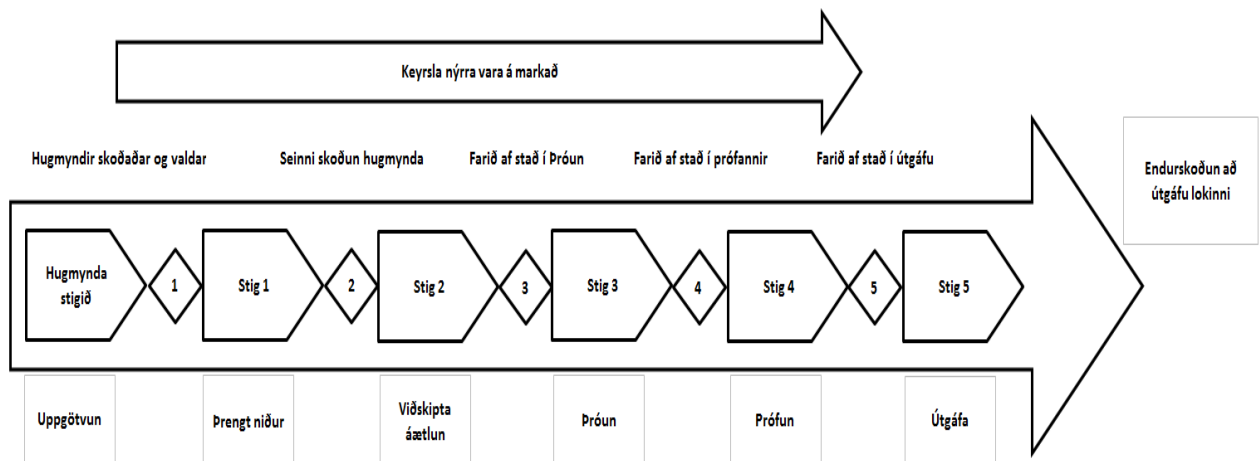 Keyrsla nýrra vara á markað
Hugmyndir skoðaðar og valdar
Seinni skoðun hugmynda
Farið af stað í Þróun
Farið af stað í prófannir
Farið af stað í útgáfu
Endurskoðun að
útgáfu lokinni
Hugmynda
stigið
1
Stig 1
2
Stig 2
3
Stig 3
4
Stig 4
5
Stig 5
Uppgötvun
Þrengt niður
Viðskipta
áætlun
Þróun
Prófun
Útgáfa